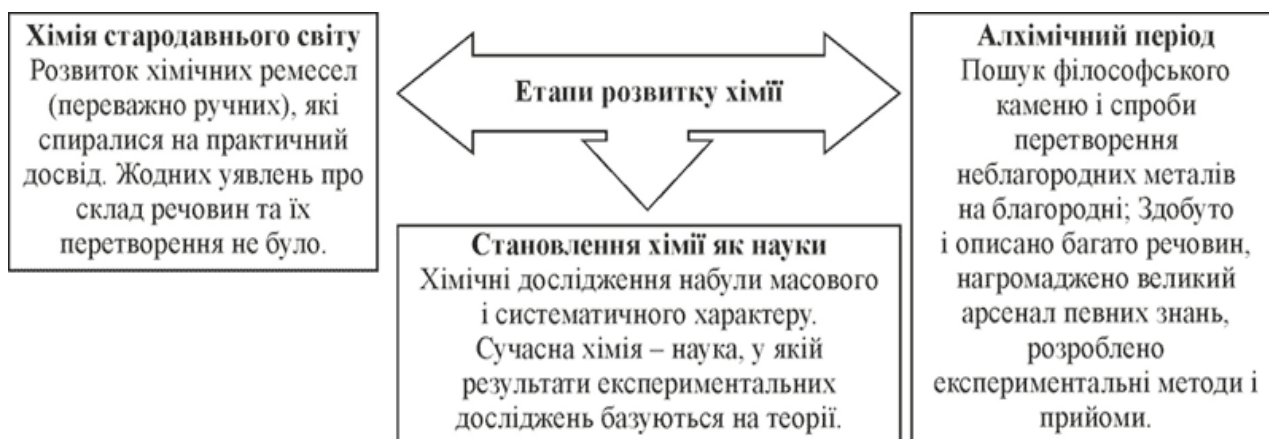 Хімія стародавнього світу
Розвиток хімічних ремесел
(переважно ручних), які
спиралися на практичний
досвід. Жодних уявлень про
склад речовин та їх
перетворення не було.
Етапи розвитку хімії
Становлення хімії як науки
Хімічні дослідження набули масового
і систематичного характеру.
Сучасна хімія – наука, у якій
результати експериментальних
досліджень базуються на теорії.
Алхімічний період
Пошук філософського
каменю і спроби
перетворення
неблагородних металів
на благородні; Здобуто
і описано багато речовин,
нагромаджено великий
арсенал певних знань,
розроблено
експериментальні методи і
прийоми.